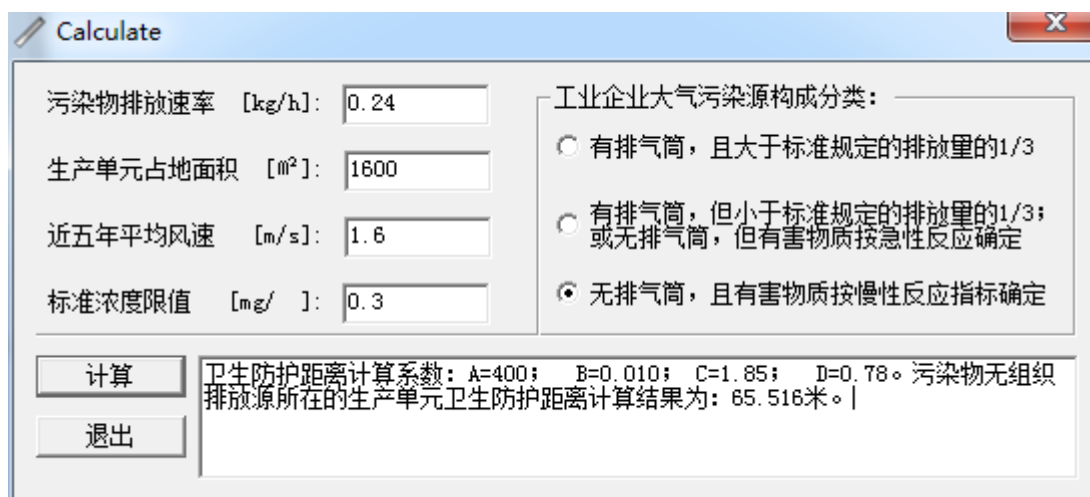 Calculate
污染物排放速率 [kg/h]: 0.24
生产单元占地面积 [m²]: 1600
近五年平均风速 [m/s]: 1.6
标准浓度限值 [mg/ ]: 0.3
工业企业大气污染源构成分类:
有排气筒，且大于标准规定的排放量的1/3
有排气筒，但小于标准规定的排放量的1/3；
或无排气筒，但有害物质按急性反应确定
无排气筒，且有害物质按慢性反应指标确定
计算
退出
卫生防护距离计算系数: A=400; B=0.010; C=1.85; D=0.78。污染物无组织
排放源所在的生产单元卫生防护距离计算结果为: 65.516米。